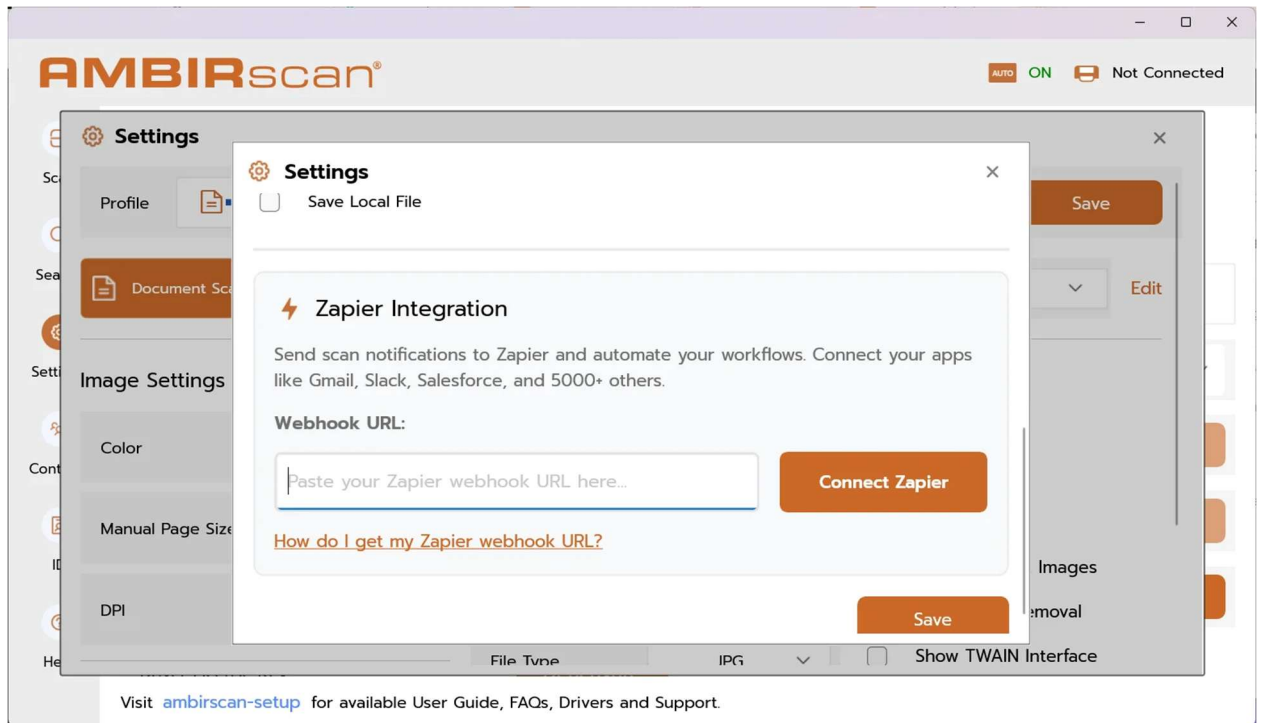 AMBIRscan®
AUTO ON Not Connected
Settings
Profile
Save
Document
Edit
Image Settings
Color
Manual Page Size
DPI
Settings
Save Local File
Zapier Integration
Send scan notifications to Zapier and automate your workflows. Connect your apps
like Gmail, Slack, Salesforce, and 5000+ others.
Webhook URL:
Paste your Zapier webhook URL here...
Connect Zapier
How do I get my Zapier webhook URL?
Save
Images
Show TWAIN Interface
File Type JPG
Visit ambirscan-setup for available User Guide, FAQs, Drivers and Support.